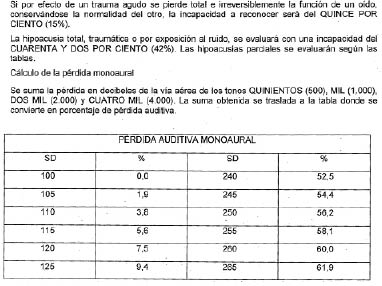 Si por efecto de un trauma agudo se pierde total e irreversiblemente la función de un oído,
conservándose la normalidad del otro, la incapacidad a reconocer será del QUINCE POR
CIENTO (15%).
La hipoacusia total, traumática o por exposición al ruido, se evaluará con una incapacidad del
CUARENTA Y DOS POR CIENTO (42%). Las hipoacusias parciales se evaluarán según las
tablas.
Cálculo de la pérdida monoaural
Se suma la pérdida en decibeles de la vía aérea de los tonos QUINIENTOS (500), MIL (1.000),
DOS MIL (2.000) y CUATRO MIL (4.000). La suma obtenida se traslada a la tabla donde se
convierte en porcentaje de pérdida auditiva.
PÉRDIDA AUDITIVA MONOAURAL
SD % SD %
100 0,0 240 52,5
105 1,9 245 54,4
110 3,8 250 56,2
115 5,6 255 58,1
120 7,5 260 60,0
125 9,4 265 61,9